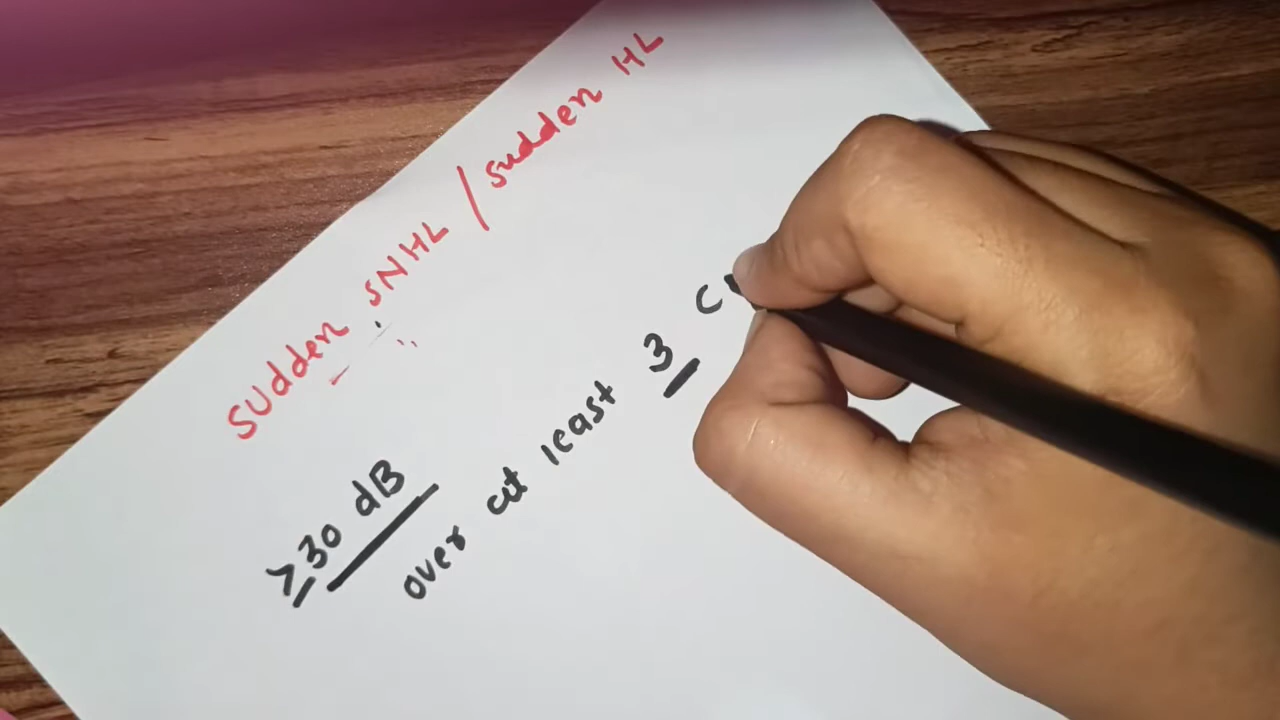 SUdden SNHL / sudden HL
≥30 dB
over at least 3